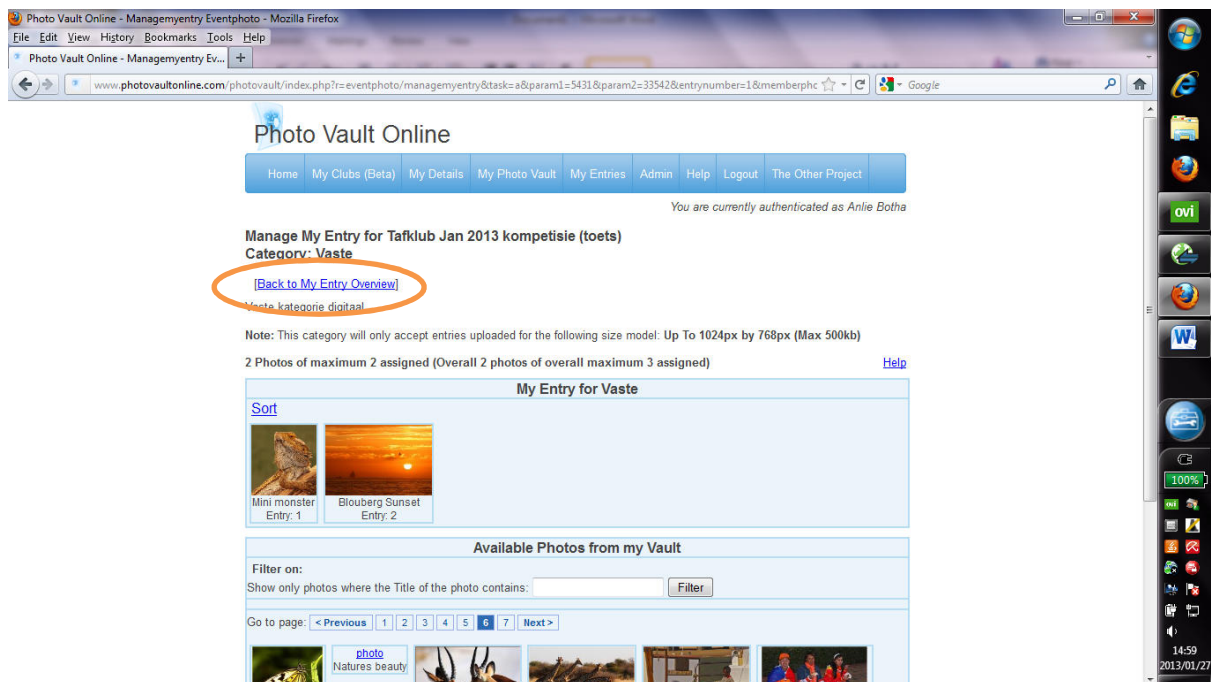 Photo Vault Online - Managemyentry Eventphoto - Mozilla Firefox
File Edit View History Bookmarks Tools Help
Photo Vault Online - Managemyentry Ev... +
www.photovaultonline.com/photovault/index.php?r=eventphoto/managemyentry&task=a&param1=5431&param2=33542&entrynumber=1&memberphc Google
Photo Vault Online
Home My Clubs (Beta) My Details My Photo Vault My Entries Admin Help Logout The Other Project
You are currently authenticated as Anlie Botha
Manage My Entry for Tafklub Jan 2013 kompetisie (toets)
Category: Vaste
[Back to My Entry Overview]
Vaste kategorie digitaal
Note: This category will only accept entries uploaded for the following size model: Up To 1024px by 768px (Max 500kb)
2 Photos of maximum 2 assigned (Overall 2 photos of overall maximum 3 assigned) Help
My Entry for Vaste
Sort
Mini monster Blouberg Sunset
Entry: 1 Entry: 2
Available Photos from my Vault
Filter on:
Show only photos where the Title of the photo contains: Filter
Go to page: < Previous 1 2 3 4 5 6 7 Next >
photo
Natures beauty
ovi
W
100%
ovi
14:59
2013/01/27